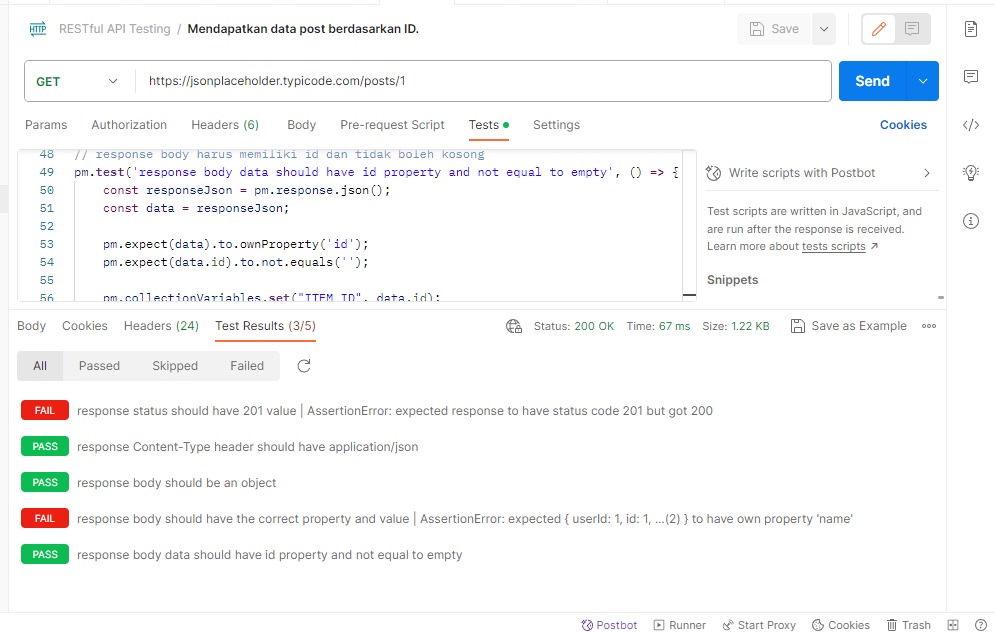 HTTP RESTful API Testing / Mendapatkan data post berdasarkan ID. Save
GET https://jsonplaceholder.typicode.com/posts/1 Send
Params Authorization Headers (6) Body Pre-request Script Tests Settings Cookies
48 // response body harus memiliki id dan tidak boleh kosong
49 pm.test('response body data should have id property and not equal to empty', () => {
50 const responseJson = pm.response.json();
51 const data = responseJson;
52
53 pm.expect(data).to.ownProperty('id');
54 pm.expect(data.id).to.not.equals('');
55
56 pm.collectionVariables.set("ITEM_ID", data.id);
Write scripts with Postbot
Test scripts are written in JavaScript, and
are run after the response is received.
Learn more about tests scripts ↗
Snippets
Body Cookies Headers (24) Test Results (3/5) Status: 200 OK Time: 67 ms Size: 1.22 KB Save as Example
All Passed Skipped Failed
FAIL response status should have 201 value | AssertionError: expected response to have status code 201 but got 200
PASS response Content-Type header should have application/json
PASS response body should be an object
FAIL response body should have the correct property and value | AssertionError: expected { userId: 1, id: 1, …(2) } to have own property 'name'
PASS response body data should have id property and not equal to empty
Postbot Runner Start Proxy Cookies Trash